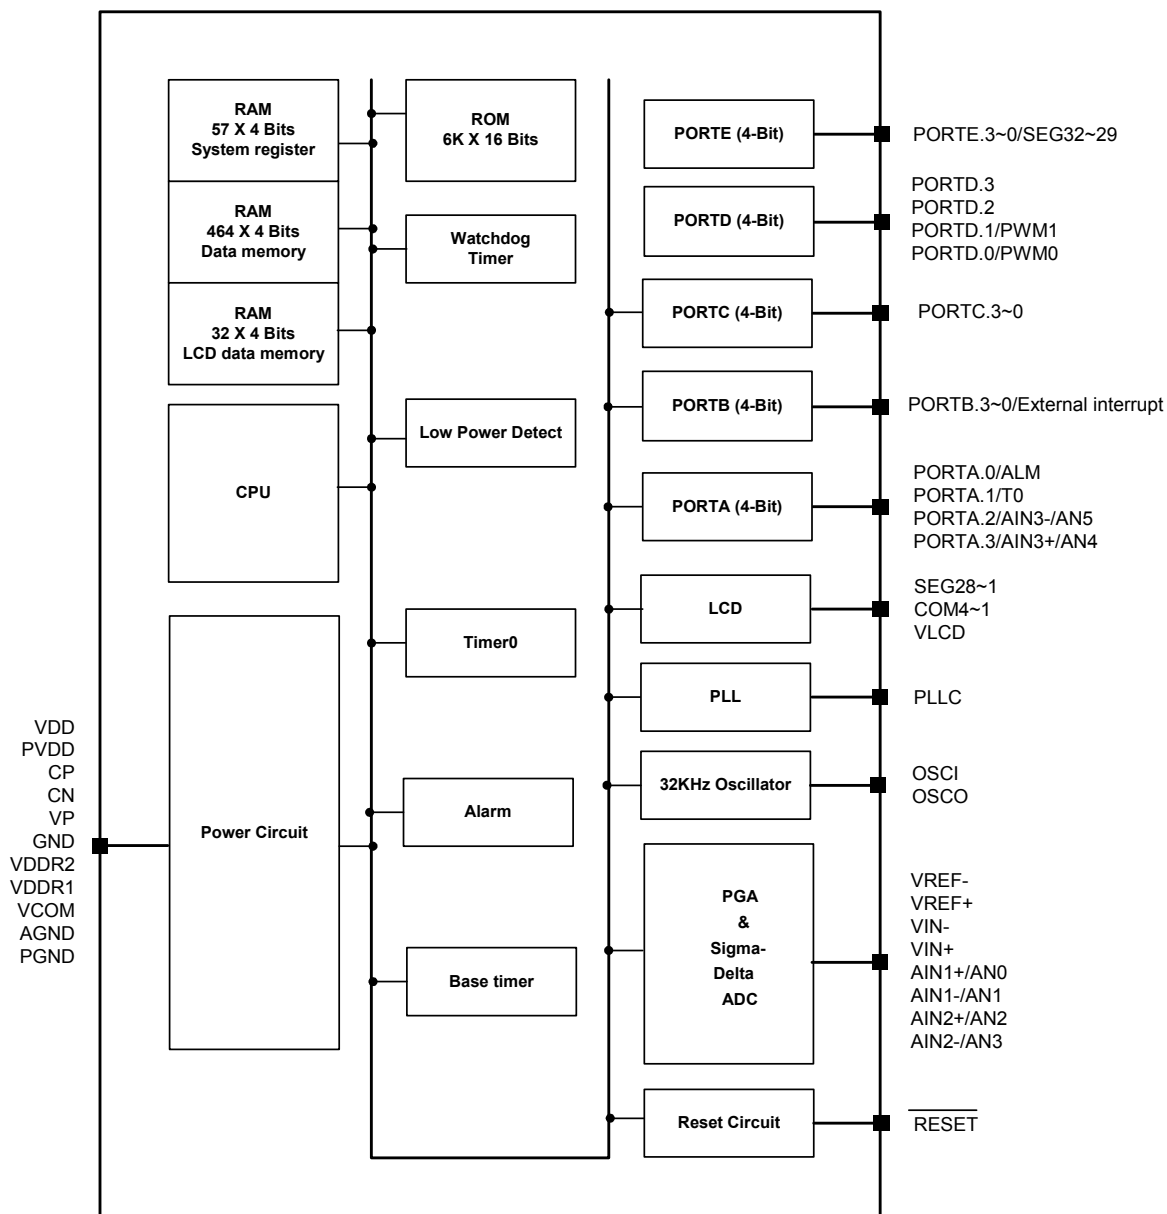 RAM
57 X 4 Bits
System register
RAM
464 X 4 Bits
Data memory
RAM
32 X 4 Bits
LCD data memory
CPU
Power Circuit
VDD
PVDD
CP
CN
VP
GND
VDDR2
VDDR1
VCOM
AGND
PGND
ROM
6K X 16 Bits
Watchdog
Timer
Low Power Detect
Timer0
Alarm
Base timer
PORTE (4-Bit)
PORTD (4-Bit)
PORTC (4-Bit)
PORTB (4-Bit)
PORTA (4-Bit)
LCD
PLL
32KHz Oscillator
PGA
&
Sigma-
Delta
ADC
Reset Circuit
PORTE.3~0/SEG32~29
PORTD.3
PORTD.2
PORTD.1/PWM1
PORTD.0/PWM0
PORTC.3~0
PORTB.3~0/External interrupt
PORTA.0/ALM
PORTA.1/T0
PORTA.2/AIN3-/AN5
PORTA.3/AIN3+/AN4
SEG28~1
COM4~1
VLCD
PLLC
OSCI
OSCO
VREF-
VREF+
VIN-
VIN+
AIN1+/AN0
AIN1-/AN1
AIN2+/AN2
AIN2-/AN3
RESET